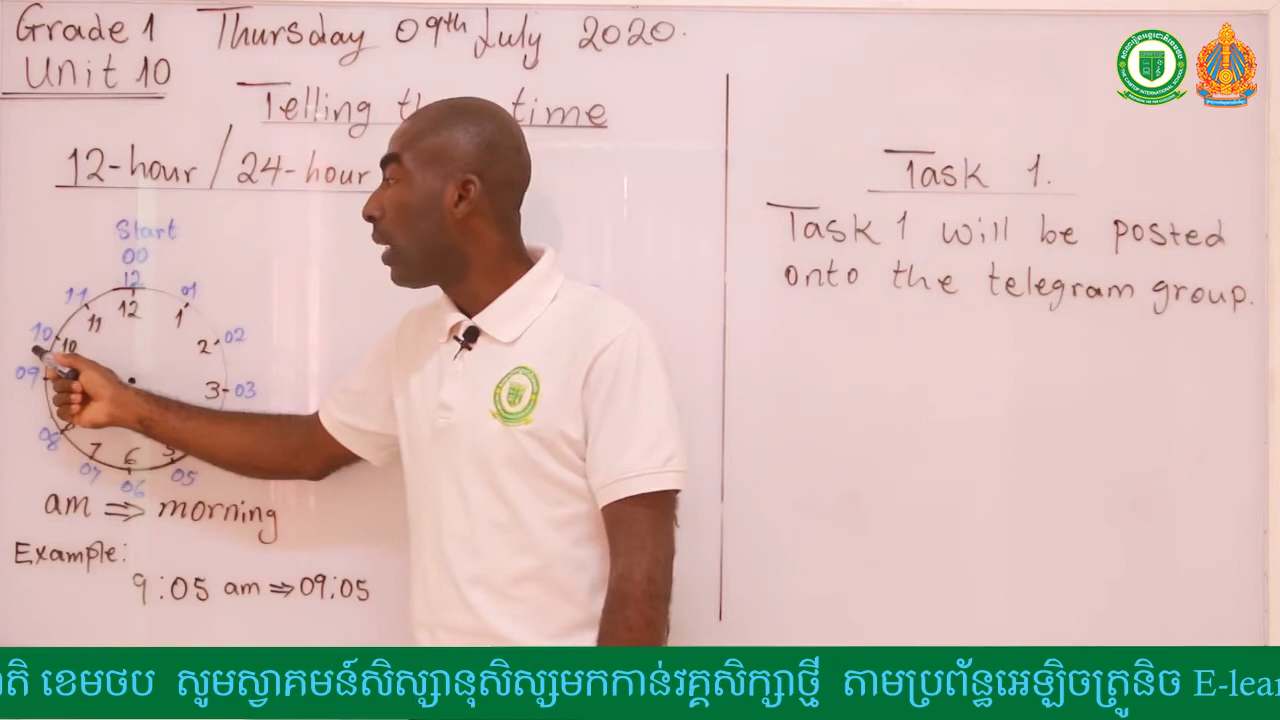 Grade 1
Thursday 09th July 2020.
Unit 10
Telling time
12-hour / 24-hour
Start
00
12
11
01
12
11
1
10
02
10
2
09
3
03
08
7
6
5
07
05
06
am ⇒ morning
Example:
9:05 am ⇒ 09:05
Task 1.
Task 1 will be posted
onto the telegram group.
ខេមថប សូមស្វាគមន៍សិស្សានុសិស្សមកកាន់វគ្គសិក្សាថ្មី តាមប្រព័ន្ធអេឡិចត្រូនិច